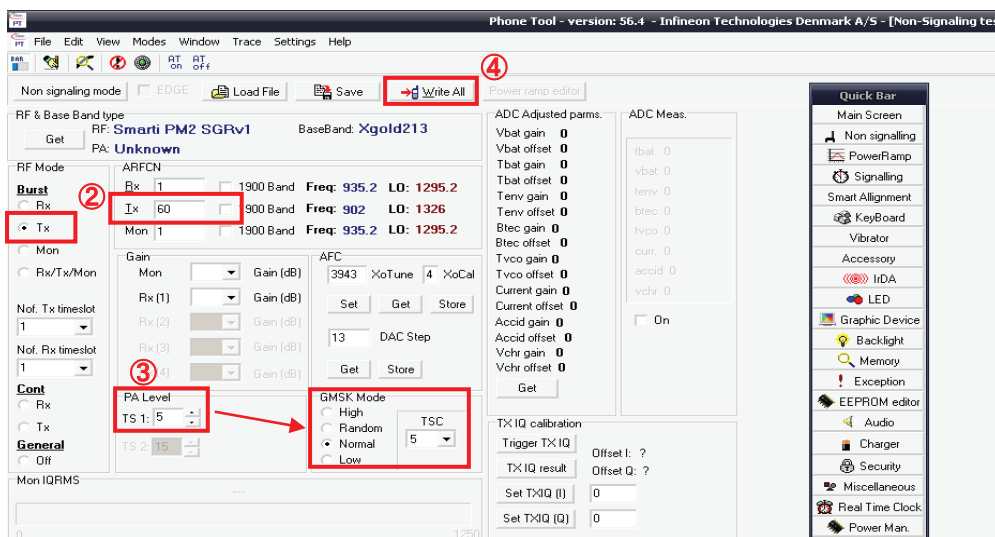 PT
Phone Tool - version: 56.4 - Infineon Technologies Denmark A/S - [Non-Signaling te
PT File Edit View Modes Window Trace Settings Help
BAR AT on AT off
④
Non signaling mode EDGE Load File Save Write All Power ramp editor
RF & Base Band type
Get RF: Smarti PM2 SGRv1 BaseBand: Xgold213
PA: Unknown
RF Mode
Burst
Rx
Tx
Mon
Rx/Tx/Mon
Nof. Tx timeslot
1
Nof. Rx timeslot
1
Cont
Rx
Tx
General
Off
②
ARFCN
Rx 1 1900 Band Freq: 935.2 LO: 1295.2
Tx 60 1900 Band Freq: 902 LO: 1326
Mon 1 1900 Band Freq: 935.2 LO: 1295.2
Gain
Mon Gain (dB)
Rx (1) Gain (dB)
Rx (2) Gain (dB)
Rx (3) Gain (dB)
4) Gain (dB)
AFC
3943 XoTune 4 XoCal
Set Get Store
13 DAC Step
Get Store
③
PA Level
TS 1: 5
TS 2: 15
GMSK Mode
High
Random
Normal
Low
TSC
5
Mon IQRMS
---
0 1250
ADC Adjusted parms.
Vbat gain 0
Vbat offset 0
Tbat gain 0
Tbat offset 0
Tenv gain 0
Tenv offset 0
Btec gain 0
Btec offset 0
Tvco gain 0
Tvco offset 0
Current gain 0
Current offset 0
Accid gain 0
Accid offset 0
Vchr gain 0
Vchr offset 0
Get
ADC Meas.
tbat 0
vbat 0
tenv 0
btec 0
tvco 0
curr. 0
accid 0
vchr 0
On
TX IQ calibration
Trigger TX IQ
Offset I: ?
TX IQ result Offset Q: ?
Set TXIQ (I) 0
Set TXIQ (Q) 0
Quick Bar
Main Screen
Non signalling
PowerRamp
Signalling
Smart Allignment
KeyBoard
Vibrator
Accessory
IrDA
LED
Graphic Device
Backlight
Memory
Exception
EEPROM editor
Audio
Charger
Security
Miscellaneous
Real Time Clock
Power Man.